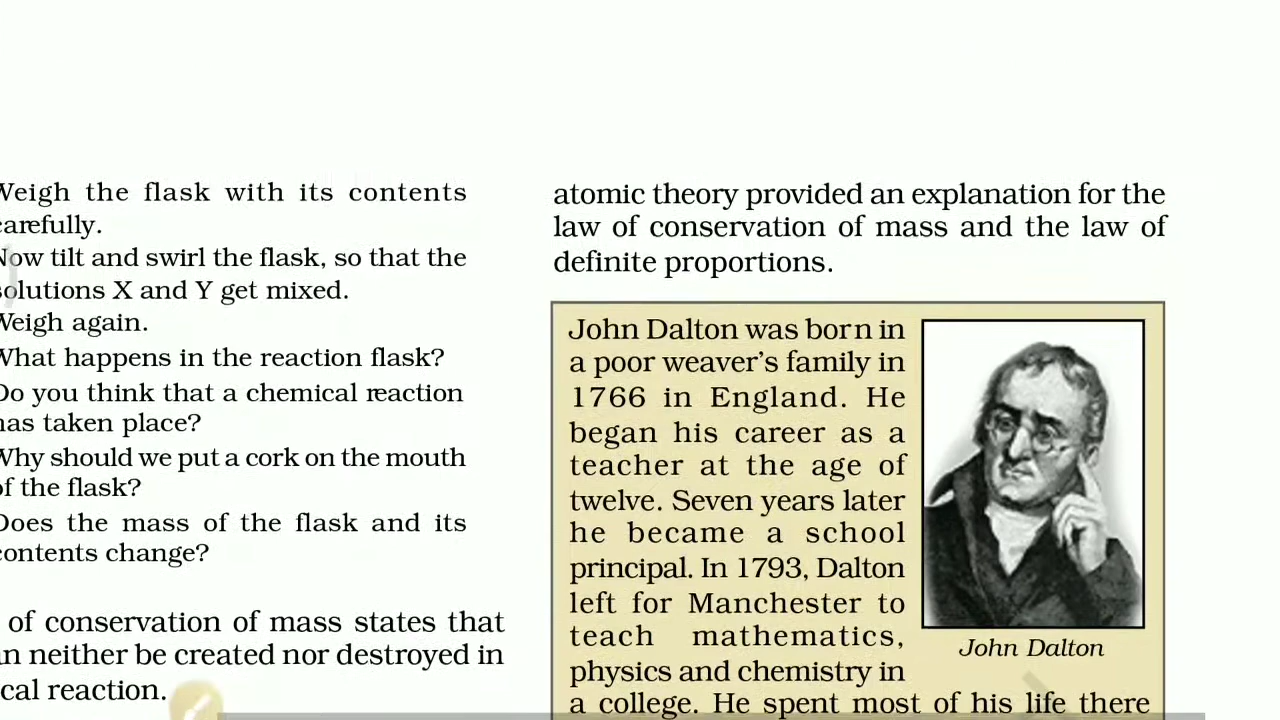 Weigh the flask with its contents
carefully.
Now tilt and swirl the flask, so that the
solutions X and Y get mixed.
Weigh again.
What happens in the reaction flask?
Do you think that a chemical reaction
has taken place?
Why should we put a cork on the mouth
of the flask?
Does the mass of the flask and its
contents change?
of conservation of mass states that
neither be created nor destroyed in
reaction.
atomic theory provided an explanation for the
law of conservation of mass and the law of
definite proportions.
John Dalton was born in
a poor weaver's family in
1766 in England. He
began his career as a
teacher at the age of
twelve. Seven years later
he became a school
principal. In 1793, Dalton
left for Manchester to
teach mathematics,
physics and chemistry in
a college. He spent most of his life there
John Dalton